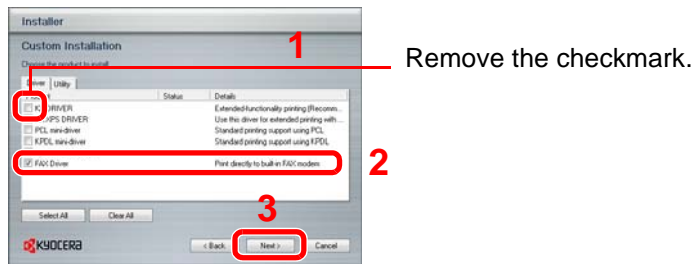 Installer
Custom Installation
1
Choose the product to install.
Remove the checkmark.
Driver Utility
Status Details
DRIVER Extended-functionality printing (Recomm...
XPS DRIVER Use this driver for extended printing with ...
PCL mini-driver Standard printing support using PCL
KPDL mini-driver Standard printing support using KPDL
FAX Driver Print directly to built-in FAX modem
2
3
Select All Clear All
KYOCERA < Back Next > Cancel